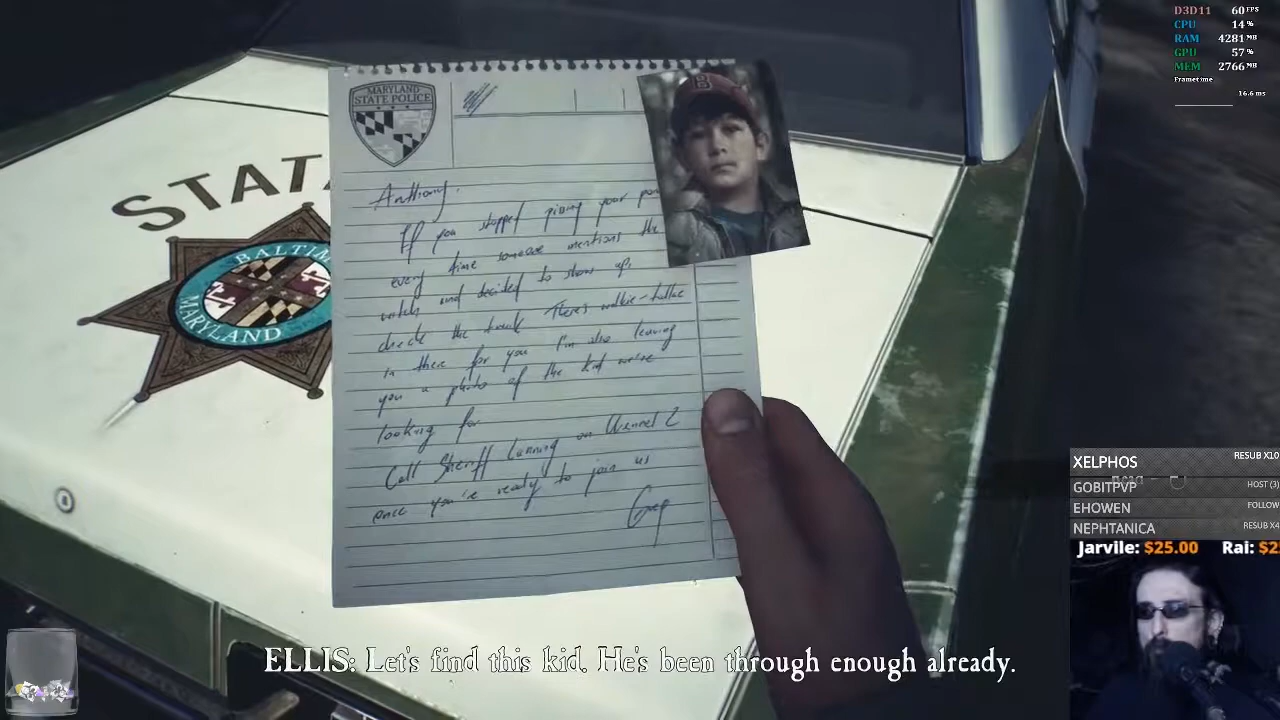 D3D11 60 FPS
CPU 14 %
RAM 4281 MB
GPU 57 %
MEM 2766 MB
Frametime
16.6 ms
MARYLAND
STATE POLICE
STAT
BALTIM
MARYLAND
Anthony.
If you stopped pissing your pan
every time someone mentions the
witch and decided to show up,
check the trunk There's walkie-talkie
in there for you I'm also leaving
you a photo of the kid we're
looking for
Call Sheriff Lanning on Channel 2
once you're ready to join us
Greg
B
XELPHOS RESUB X10
GOBITPVP HOST (3)
EHOWEN FOLLOW
NEPHTANICA RESUB X4
Jarvile: $25.00 Rai: $2
ELLIS: Let's find this kid. He's been through enough already.